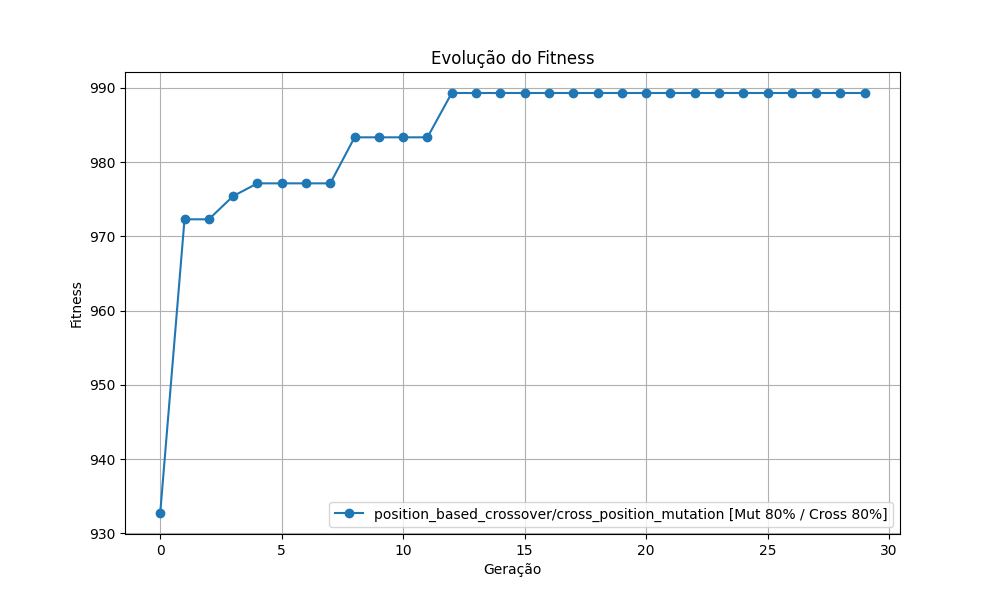 Evolução do Fitness
Fitness
990
980
970
960
950
940
930
position_based_crossover/cross_position_mutation [Mut 80% / Cross 80%]
0 5 10 15 20 25 30
Geração